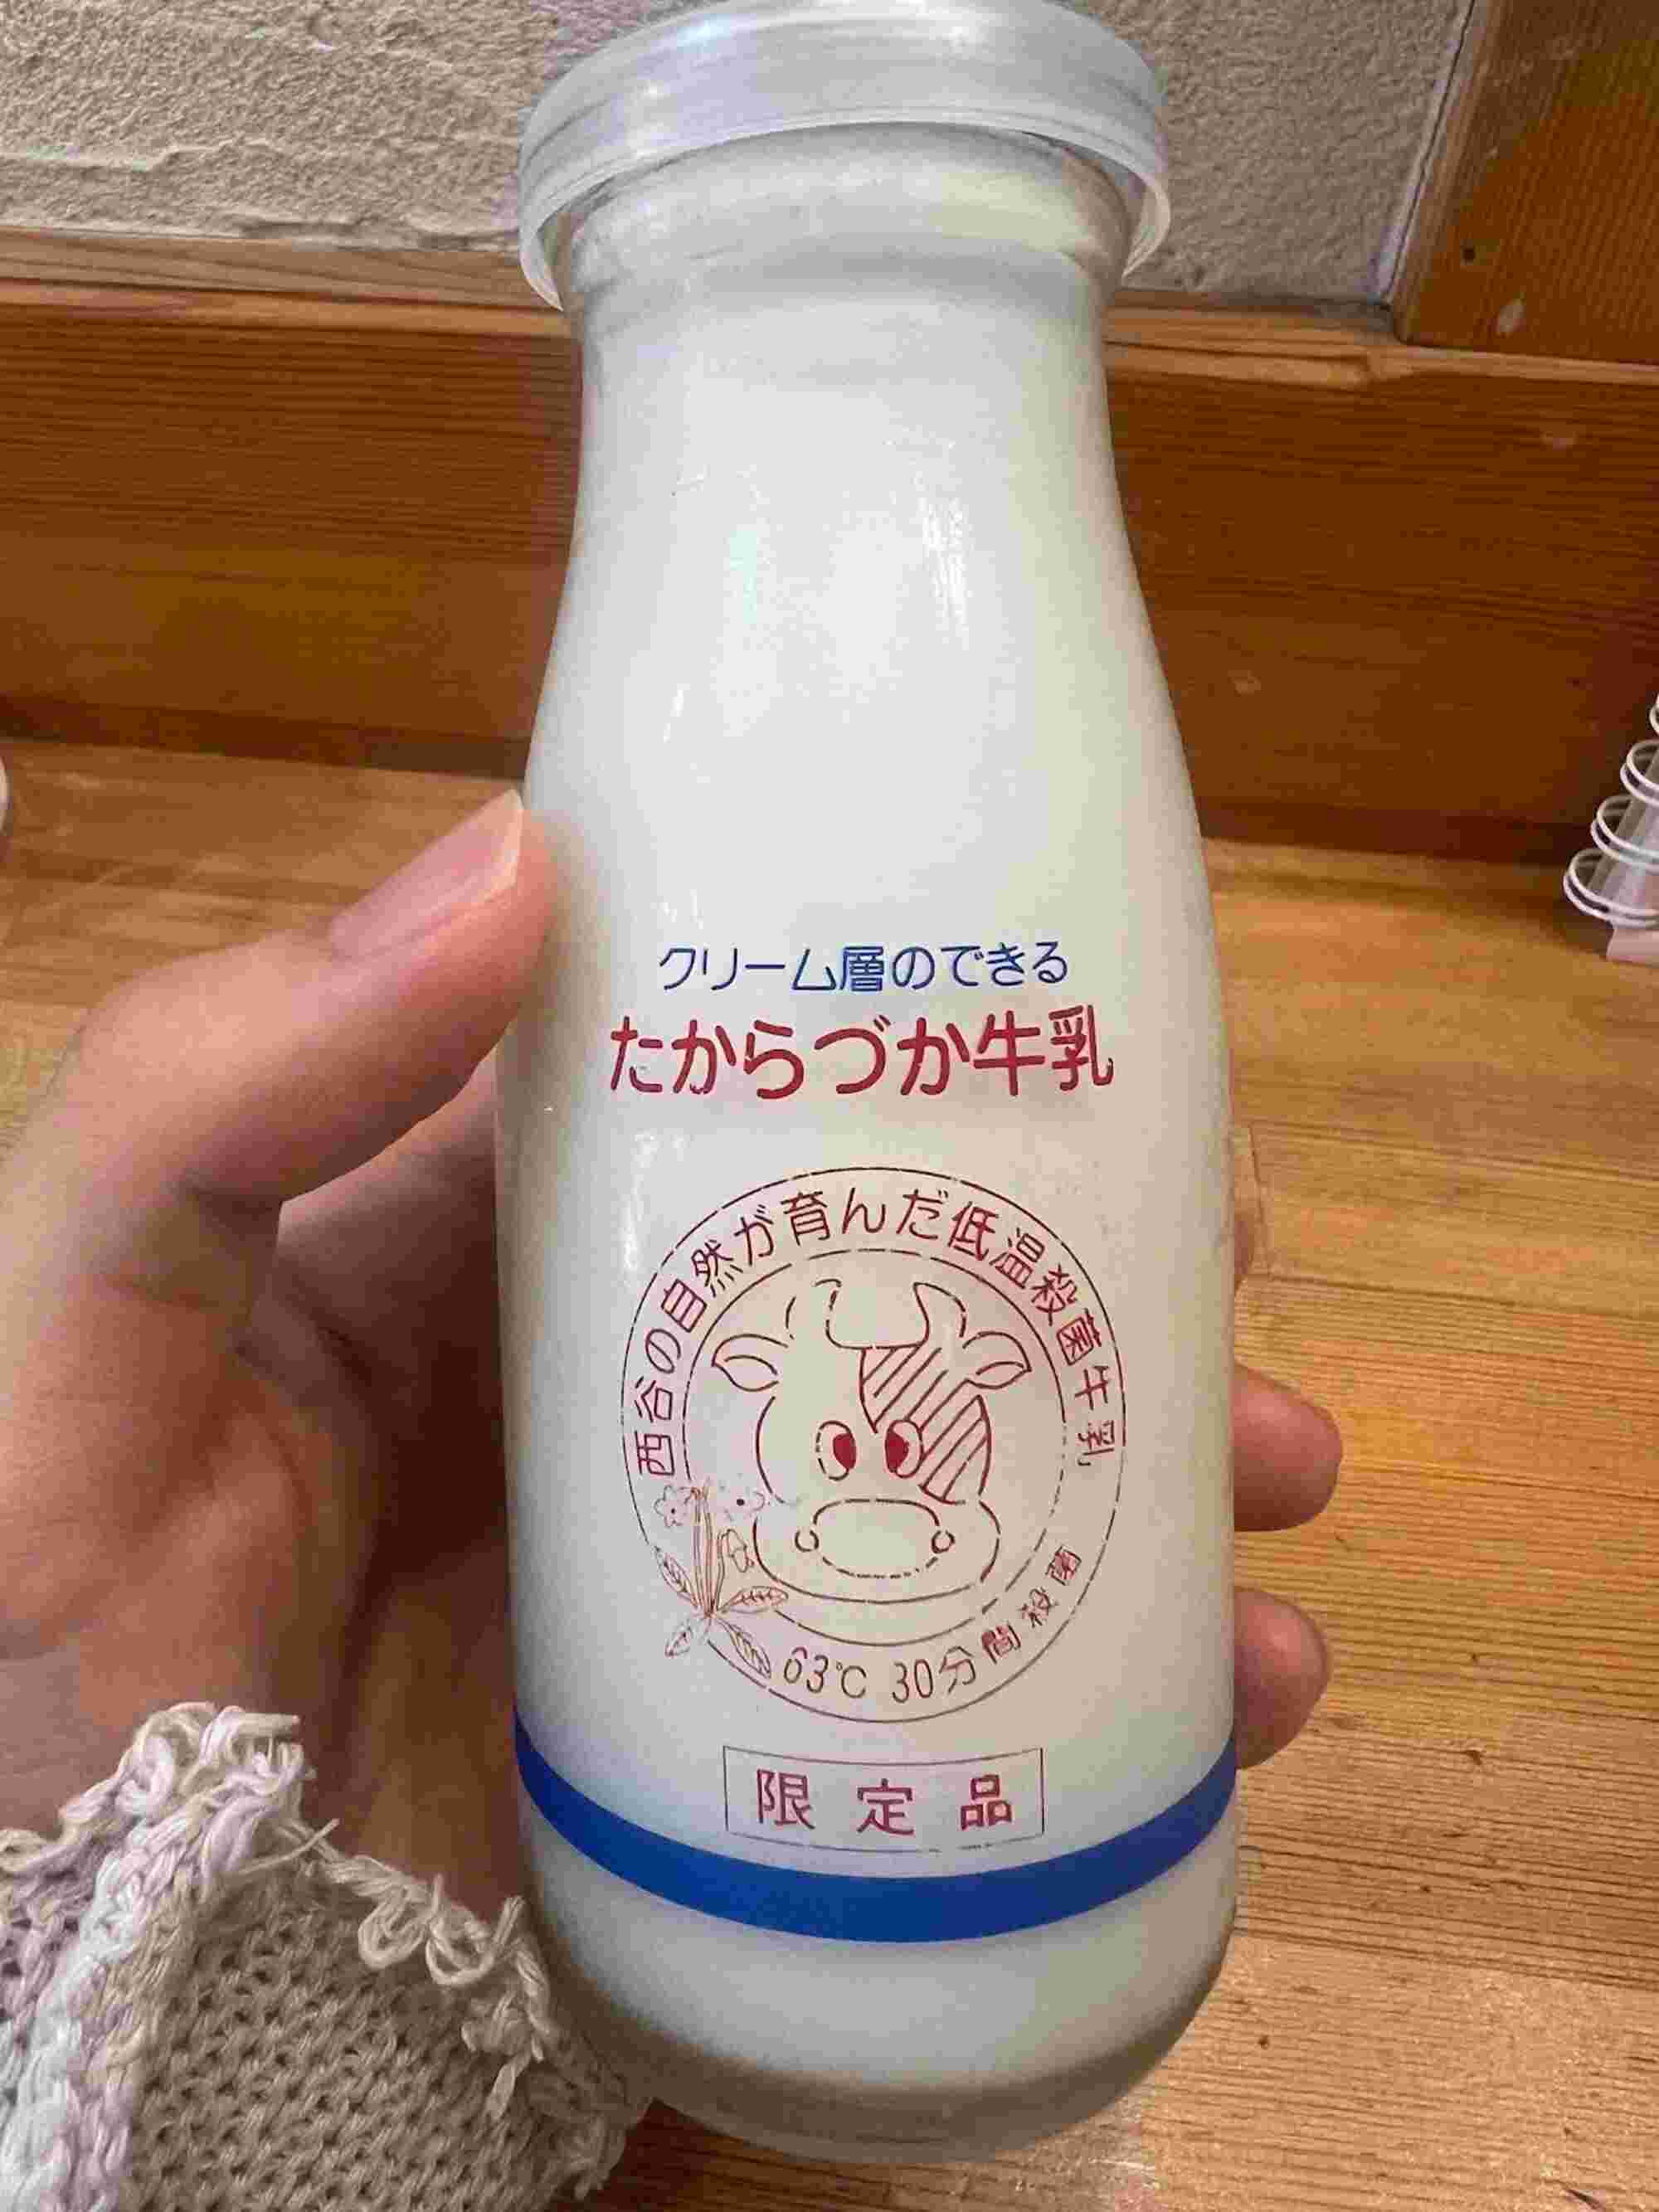 クリーム層のできる
たからづか牛乳
西谷の自然が育んだ低温殺菌牛乳
63℃ 30分間殺菌
限定品